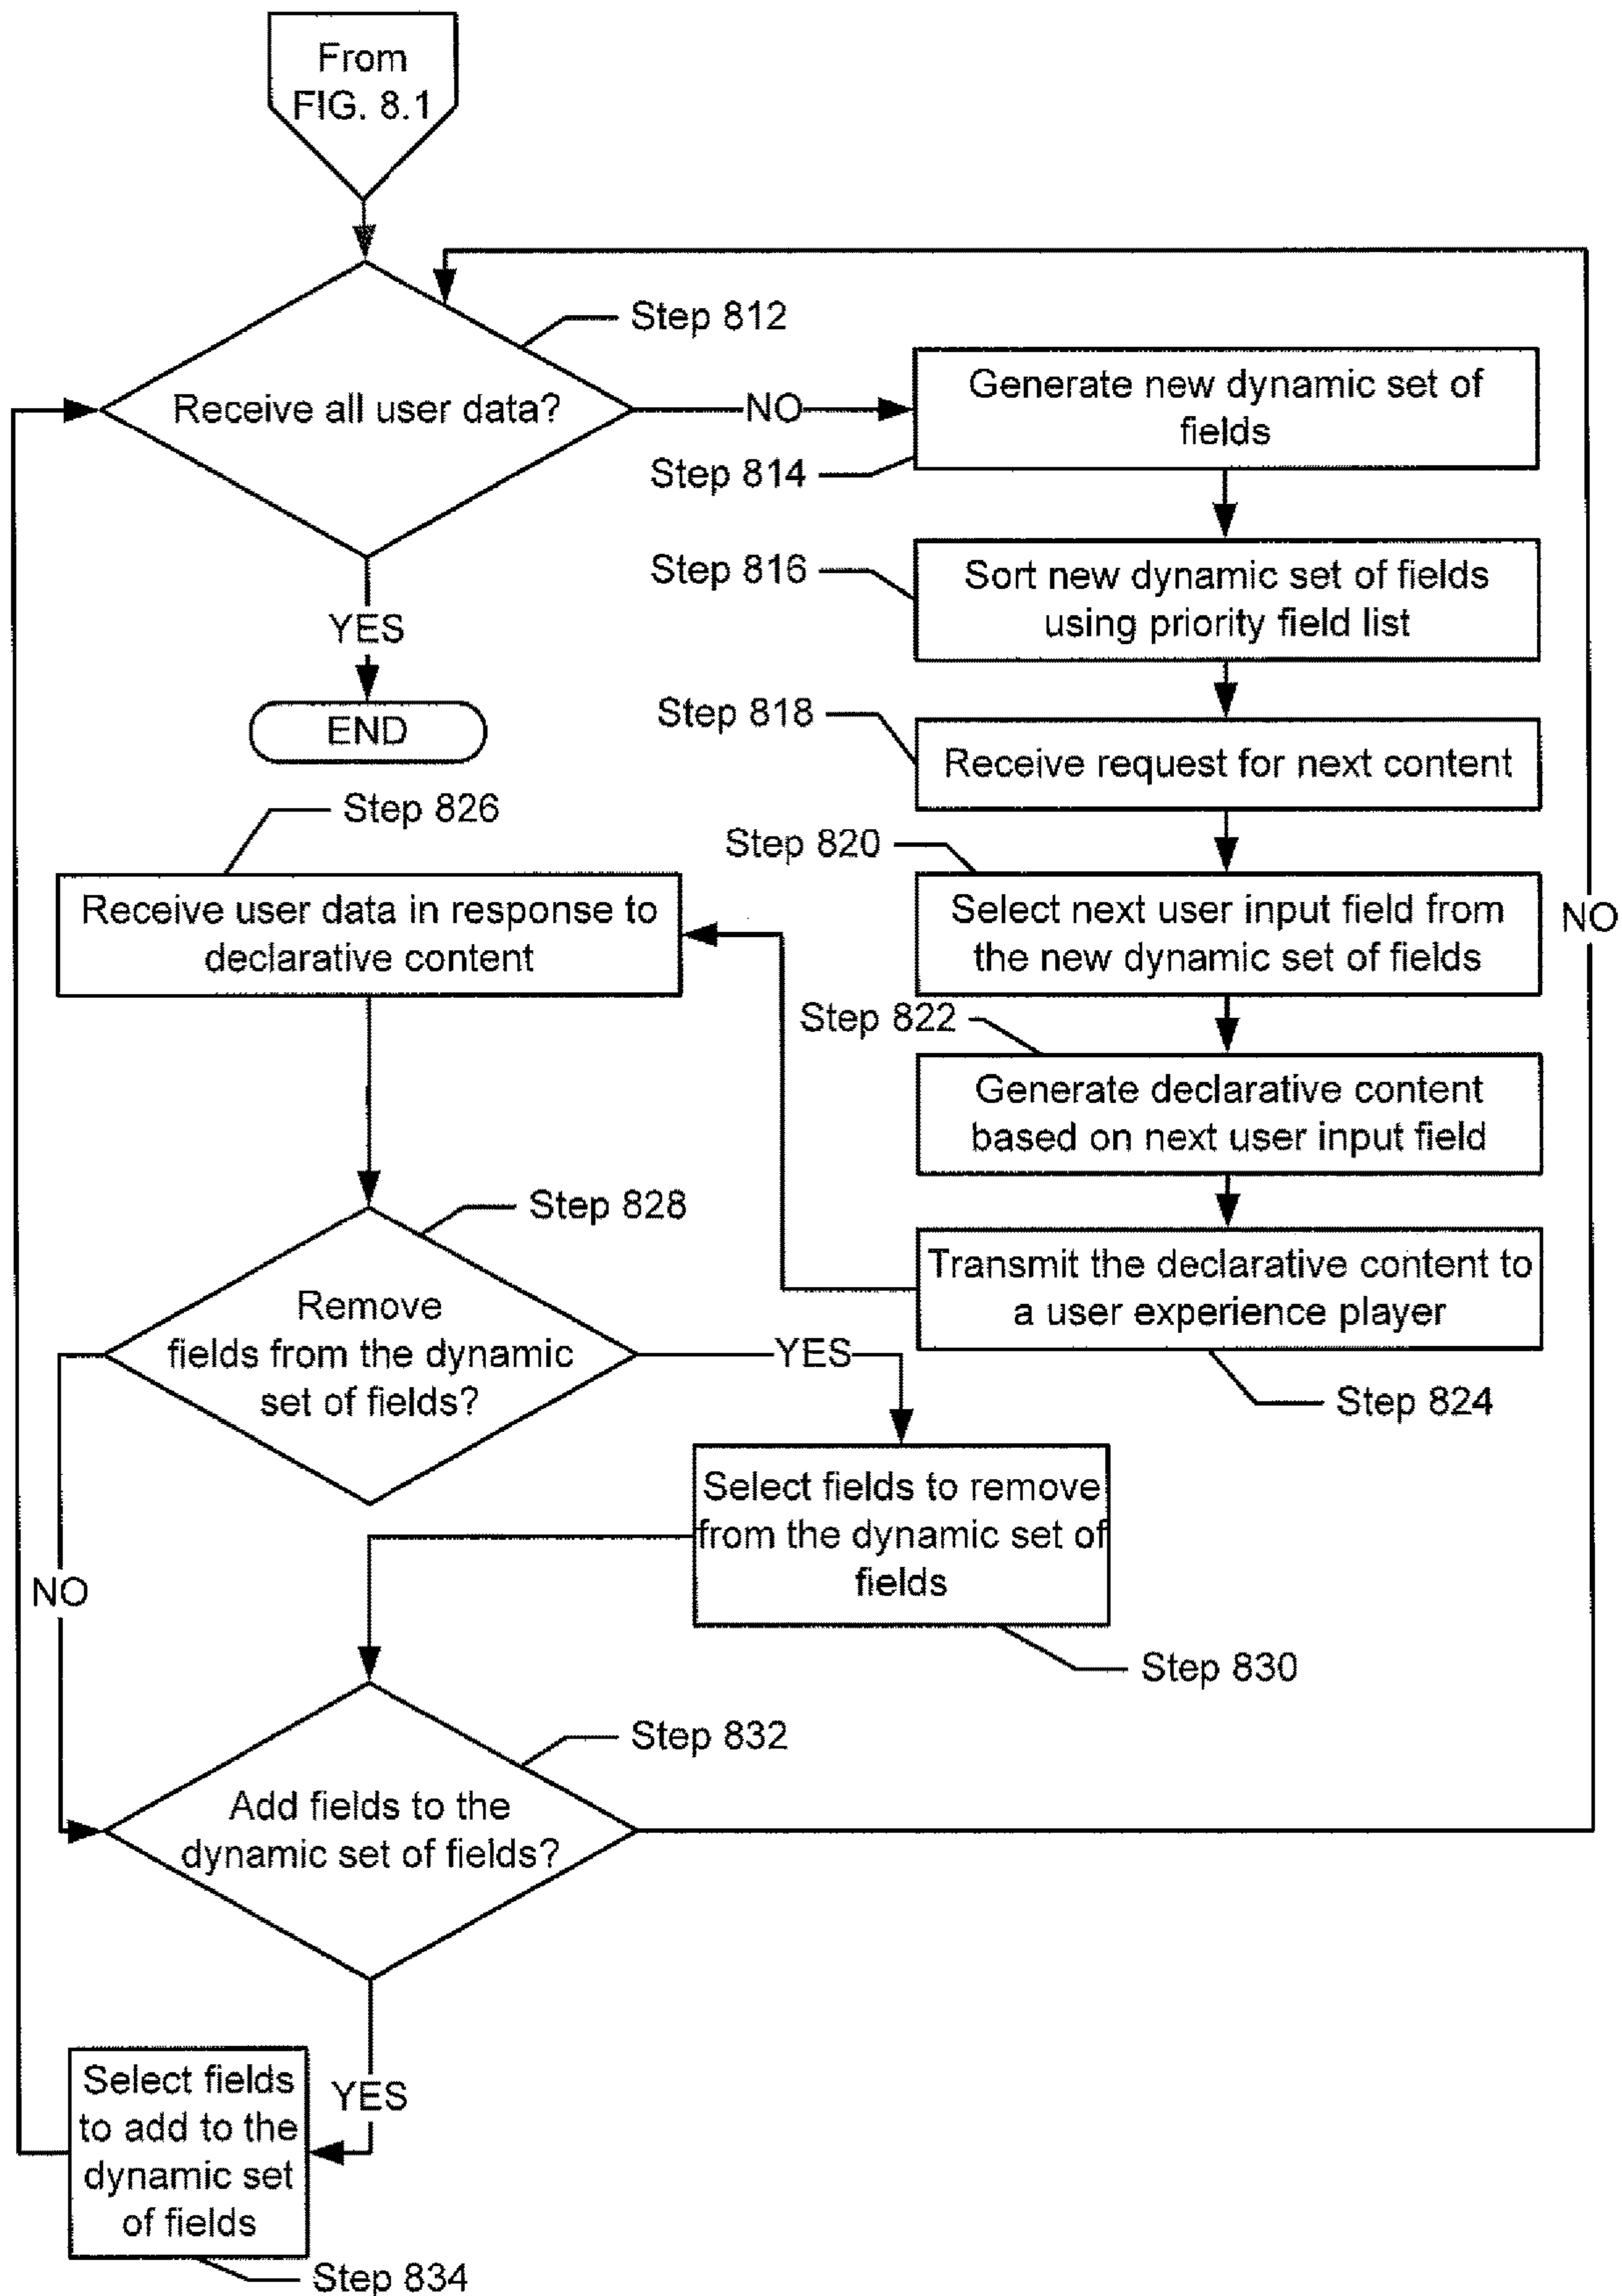 From
FIG. 8.1
Step 812
Receive all user data?
NO
Generate new dynamic set of
fields
Step 814
Step 816
Sort new dynamic set of fields
using priority field list
YES
END
Step 818
Receive request for next content
Step 820
Select next user input field from
the new dynamic set of fields
NO
Step 822
Generate declarative content
based on next user input field
Transmit the declarative content to
a user experience player
Step 824
Step 826
Receive user data in response to
declarative content
Step 828
Remove
fields from the dynamic
set of fields?
YES
Select fields to remove
from the dynamic set of
fields
Step 830
NO
Step 832
Add fields to the
dynamic set of fields?
YES
Select fields
to add to the
dynamic set
of fields
Step 834